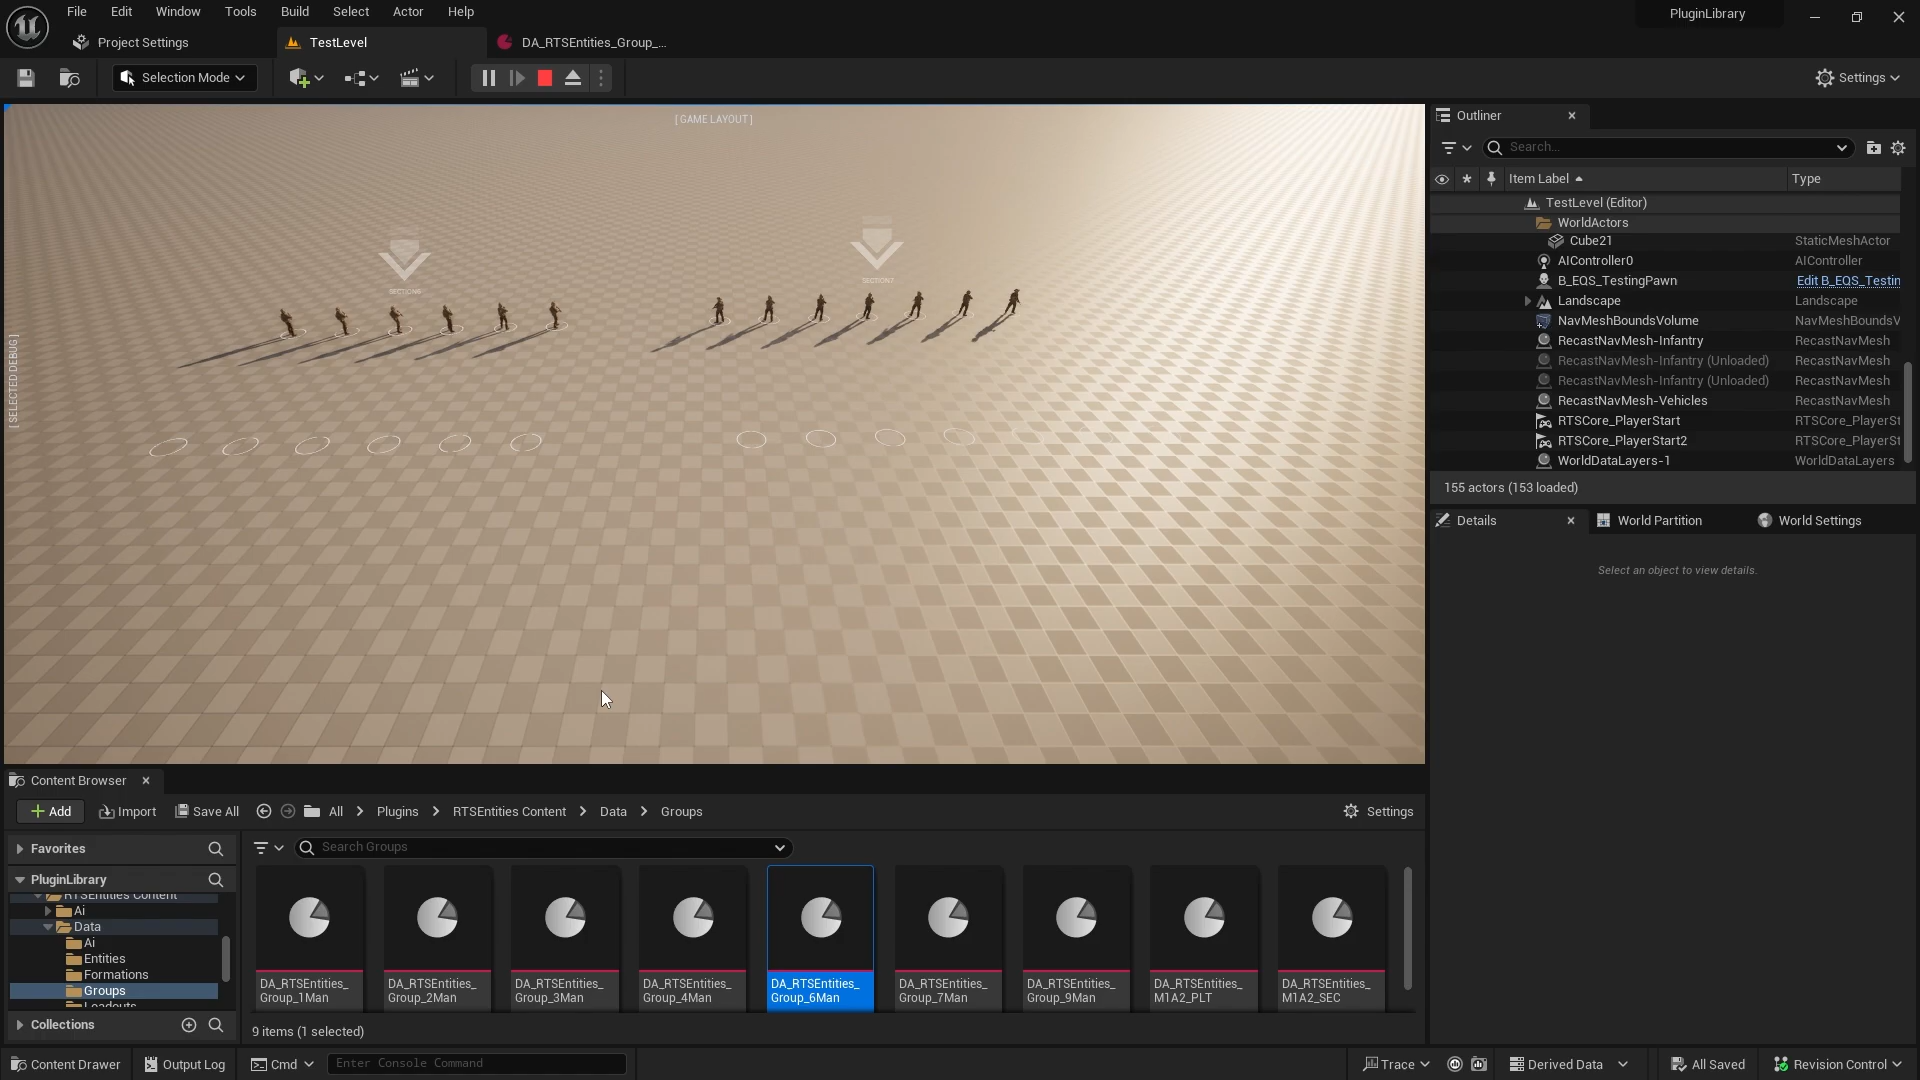 File Edit Window Tools Build Select Actor Help
PluginLibrary
Project Settings
TestLevel
DA_RTSEntities_Group_...
Selection Mode
Settings
[ GAME LAYOUT ]
[ SELECTED DEBUG ]
SECTION7
Outliner
Search...
Item Label
Type
TestLevel (Editor)
WorldActors
Cube21 StaticMeshActor
AIController0 AIController
B_EQS_TestingPawn Edit B_EQS_Testin
Landscape Landscape
NavMeshBoundsVolume NavMeshBoundsV
RecastNavMesh-Infantry RecastNavMesh
RecastNavMesh-Infantry (Unloaded) RecastNavMesh
RecastNavMesh-Infantry (Unloaded) RecastNavMesh
RecastNavMesh-Vehicles RecastNavMesh
RTSCore_PlayerStart RTSCore_PlayerSt
RTSCore_PlayerStart2 RTSCore_PlayerSt
WorldDataLayers-1 WorldDataLayers
155 actors (153 loaded)
Details
World Partition
World Settings
Select an object to view details.
Content Browser
Add Import Save All All Plugins RTSEntities Content Data Groups Settings
Favorites
PluginLibrary
RTSEntities Content
Ai
Data
Ai
Entities
Formations
Groups
Loadouts
Collections
Search Groups
DA_RTSEntities_
Group_1Man
DA_RTSEntities_
Group_2Man
DA_RTSEntities_
Group_3Man
DA_RTSEntities_
Group_4Man
DA_RTSEntities_
Group_6Man
DA_RTSEntities_
Group_7Man
DA_RTSEntities_
Group_9Man
DA_RTSEntities_
M1A2_PLT
DA_RTSEntities_
M1A2_SEC
9 items (1 selected)
Content Drawer Output Log Cmd Enter Console Command Trace Derived Data All Saved Revision Control